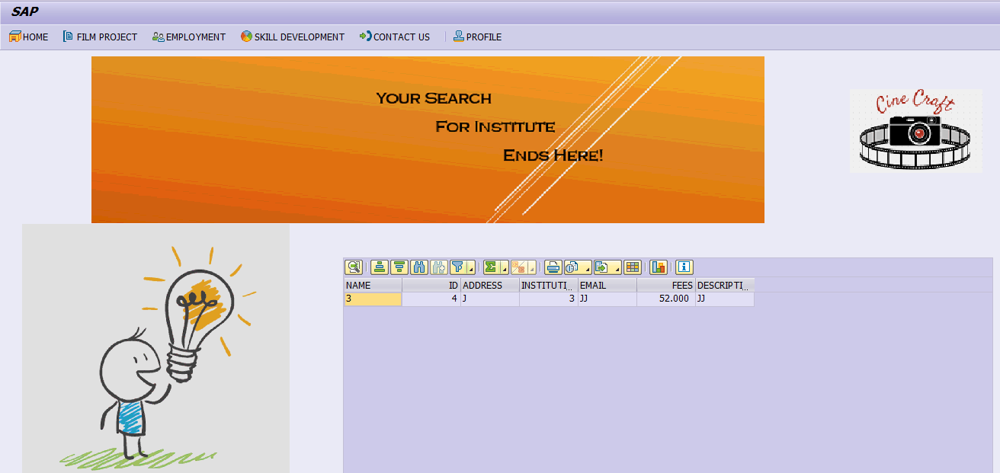 SAP
HOME FILM PROJECT EMPLOYMENT SKILL DEVELOPMENT CONTACT US PROFILE
YOUR SEARCH
FOR INSTITUTE
ENDS HERE!
Cine Craft
NAME ID ADDRESS INSTITUTI... EMAIL FEES DESCRIPTI...
3 4 J 3 JJ 52.000 JJ